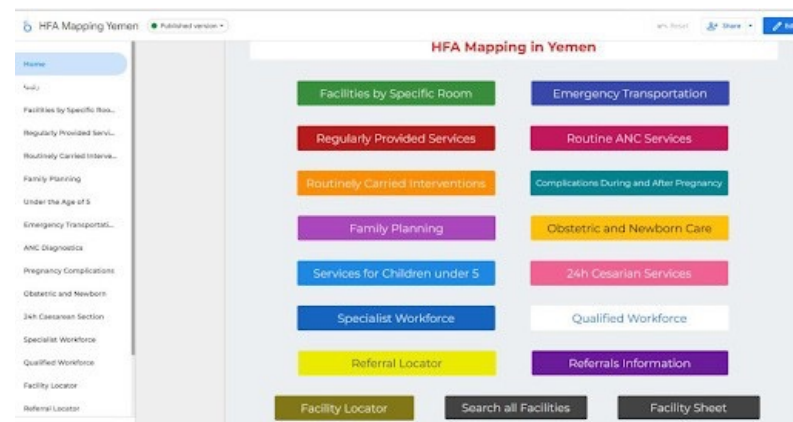 HFA Mapping Yemen
Published version
Reset
Share
Edi
Home
Facilities by Specific Roo...
Regularly Provided Servi...
Routinely Carried Interve...
Family Planning
Under the Age of 5
Emergency Transportati...
ANC Diagnostics
Pregnancy Complications
Obstetric and Newborn
24h Caesarean Section
Specialist Workforce
Qualified Workforce
Facility Locator
Referral Locator
HFA Mapping in Yemen
Facilities by Specific Room
Emergency Transportation
Regularly Provided Services
Routine ANC Services
Routinely Carried Interventions
Complications During and After Pregnancy
Family Planning
Obstetric and Newborn Care
Services for Children under 5
24h Cesarian Services
Specialist Workforce
Qualified Workforce
Referral Locator
Referrals Information
Facility Locator
Search all Facilities
Facility Sheet